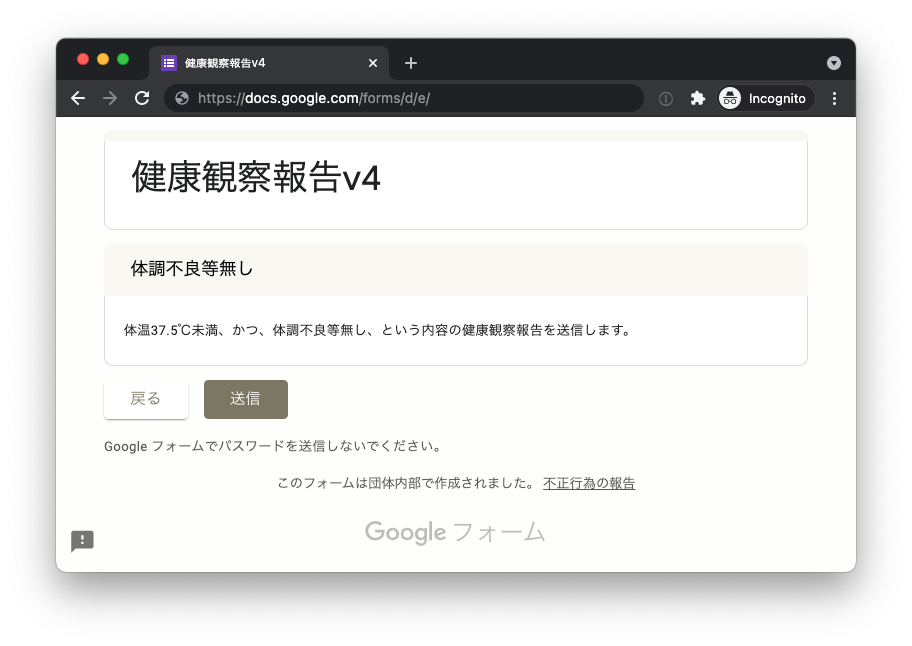 健康観察報告v4
https://docs.google.com/forms/d/e/
Incognito
健康観察報告v4
体調不良等無し
体温37.5℃未満、かつ、体調不良等無し、という内容の健康観察報告を送信します。
戻る 送信
Google フォームでパスワードを送信しないでください。
このフォームは団体内部で作成されました。 不正行為の報告
Google フォーム